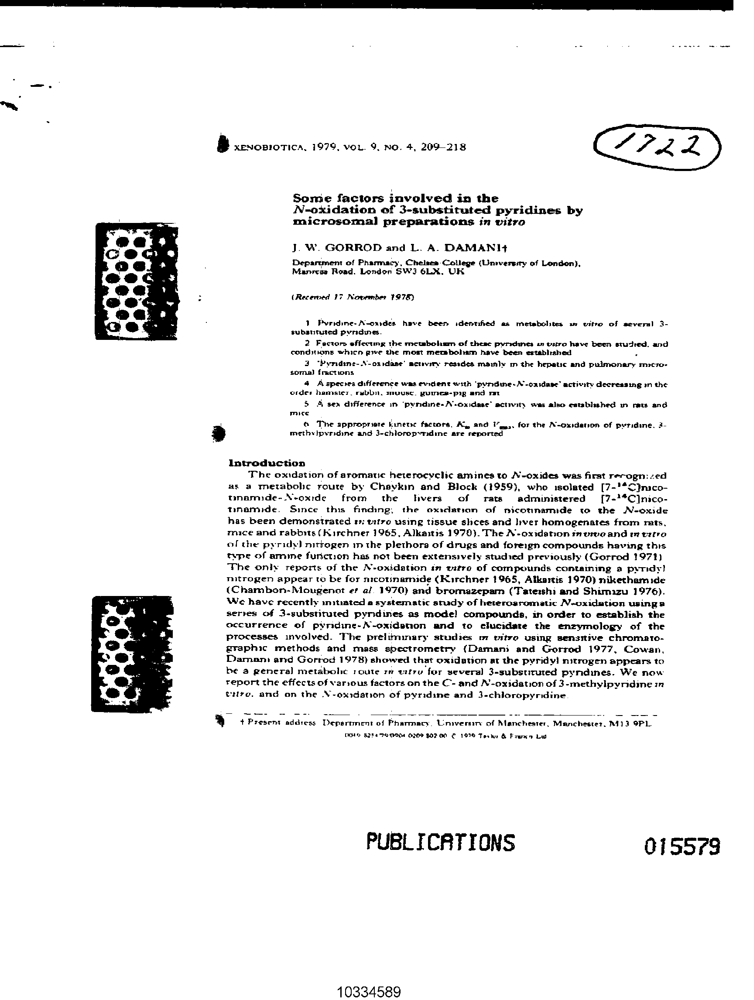 XENOBIOTICA, 1979, VOL. 9, NO. 4, 209–218
1722
Some factors involved in the
N-oxidation of 3-substituted pyridines by
microsomal preparations in vitro
J. W. GORROD and L. A. DAMANI†
Department of Pharmacy, Chelsea College (University of London),
Manresa Road, London SW3 6LX, UK
(Received 17 November 1978)
1 Pyridine-N-oxides have been identified as metabolites in vitro of several 3-
substituted pyridines.
2 Factors affecting the metabolism of these pyridines in vitro have been studied, and
conditions which give the most metabolism have been established
3 'Pyridine-N-oxidase' activity resides mainly in the hepatic and pulmonary micro-
somal fractions
4 A species difference was evident with 'pyridine-N-oxidase' activity decreasing in the
order hamster, rabbit, mouse, guinea-pig and rat
5 A sex difference in 'pyridine-N-oxidase' activity was also established in rats and
mice
6 The appropriate kinetic factors, Km and Vmax, for the N-oxidation of pyridine, 3-
methylpyridine and 3-chloropyridine are reported
Introduction
The oxidation of aromatic heterocyclic amines to N-oxides was first recognized
as a metabolic route by Chaykin and Block (1959), who isolated [7-¹⁴C]nico-
tinamide-N-oxide from the livers of rats administered [7-¹⁴C]nico-
tinamide. Since this finding, the oxidation of nicotinamide to the N-oxide
has been demonstrated in vitro using tissue slices and liver homogenates from rats,
mice and rabbits (Kirchner 1965, Alkaitis 1970). The N-oxidation in vivo and in vitro
of the pyridyl nitrogen in the plethora of drugs and foreign compounds having this
type of amine function has not been extensively studied previously (Gorrod 1971)
The only reports of the N-oxidation in vitro of compounds containing a pyridyl
nitrogen appear to be for nicotinamide (Kirchner 1965, Alkaitis 1970) nikethamide
(Chambon-Mougenot et al 1970) and bromazepam (Tateishi and Shimizu 1976).
We have recently initiated a systematic study of heteroaromatic N-oxidation using a
series of 3-substituted pyridines as model compounds, in order to establish the
occurrence of pyridine-N-oxidation and to elucidate the enzymology of the
processes involved. The preliminary studies in vitro using sensitive chromato-
graphic methods and mass spectrometry (Damani and Gorrod 1977, Cowan,
Damani and Gorrod 1978) showed that oxidation at the pyridyl nitrogen appears to
be a general metabolic route in vitro for several 3-substituted pyridines. We now
report the effects of various factors on the C- and N-oxidation of 3-methylpyridine in
vitro, and on the N-oxidation of pyridine and 3-chloropyridine
† Present address Department of Pharmacy, University of Manchester, Manchester, M13 9PL
0209 $02 00 © 1979 Taylor & Francis Ltd
PUBLICATIONS
015579
10334589